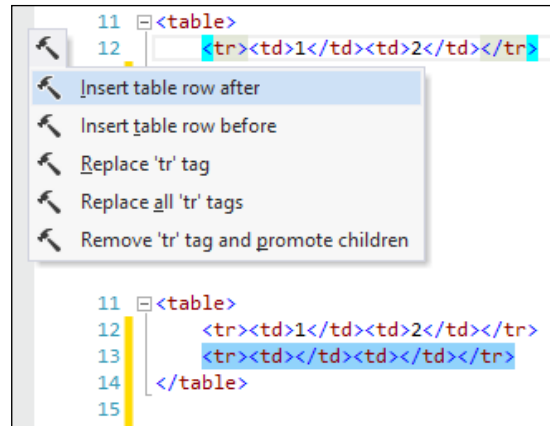 11 <table>
12 <tr><td>1</td><td>2</td></tr>
Insert table row after
Insert table row before
Replace 'tr' tag
Replace all 'tr' tags
Remove 'tr' tag and promote children
11 <table>
12 <tr><td>1</td><td>2</td></tr>
13 <tr><td></td><td></td></tr>
14 </table>
15